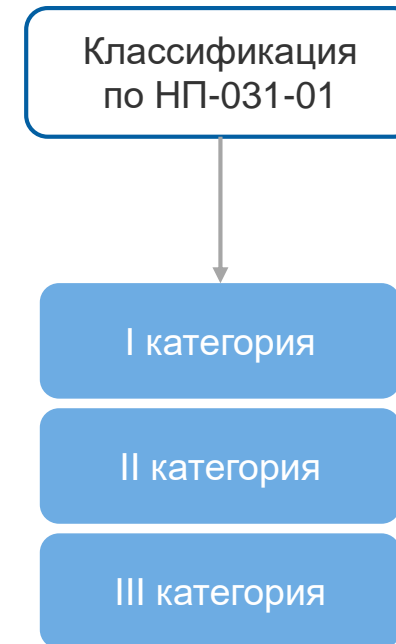 Классификация
по НП-031-01
I категория
II категория
III категория